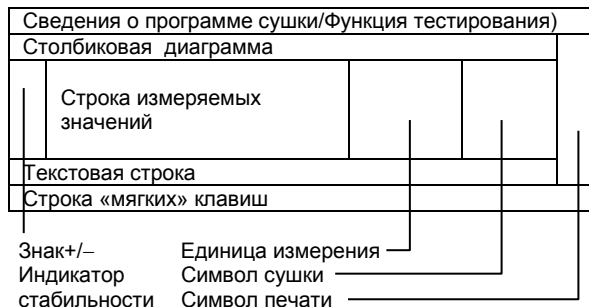 Сведения о программе сушки/Функция тестирования)
Столбиковая диаграмма
Строка измеряемых
значений
Текстовая строка
Строка «мягких» клавиш
Знак+/–
Единица измерения
Индикатор
Символ сушки
стабильности
Символ печати